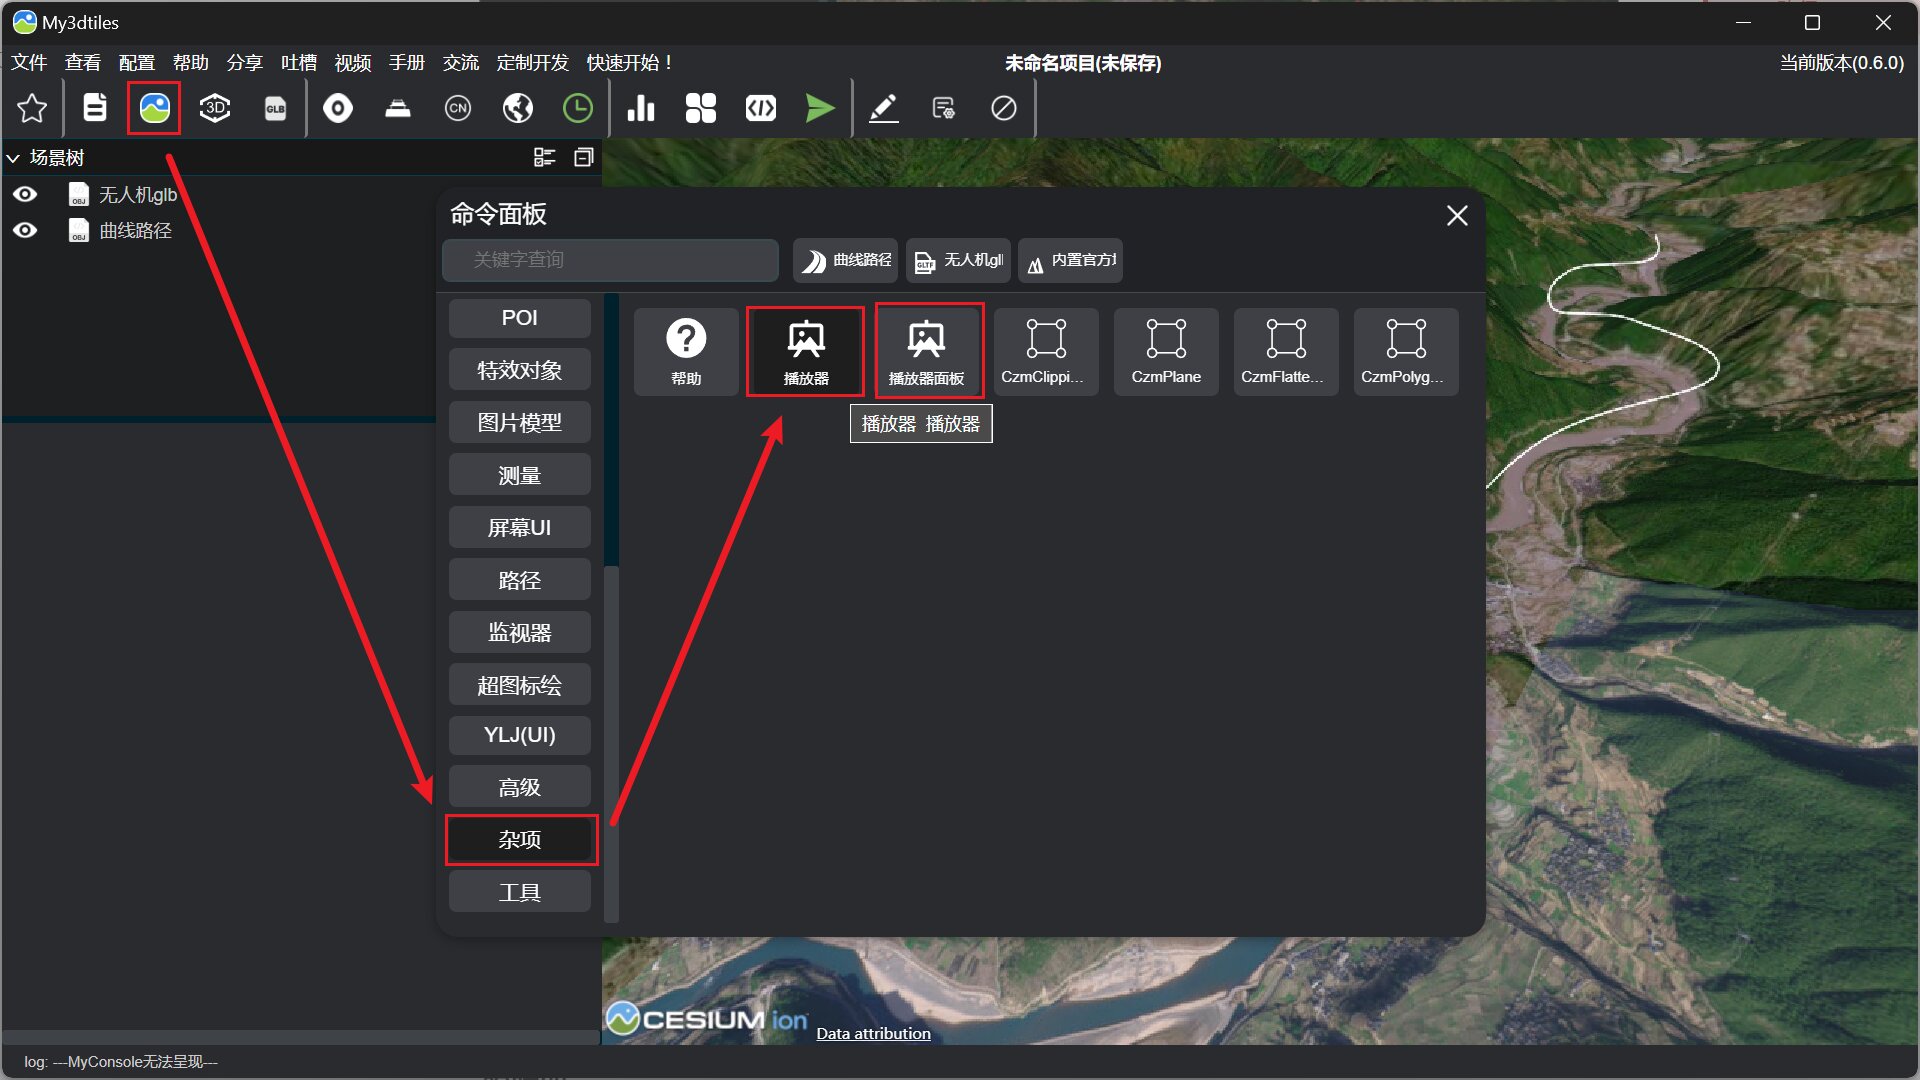 My3dtiles
文件 查看 配置 帮助 分享 吐槽 视频 手册 交流 定制开发 快速开始！ 未命名项目(未保存) 当前版本(0.6.0)
3D GLB CN
场景树
OBJ 无人机glb
OBJ 曲线路径
命令面板
关键字查询 曲线路径 GLTF 无人机gl 内置官方
POI
特效对象
图片模型
测量
屏幕UI
路径
监视器
超图标绘
YLJ(UI)
高级
杂项
工具
帮助 播放器 播放器面板 CzmClippi... CzmPlane CzmFlatte... CzmPolyg...
播放器 播放器
CESIUM ion Data attribution
log: ---MyConsole无法呈现---